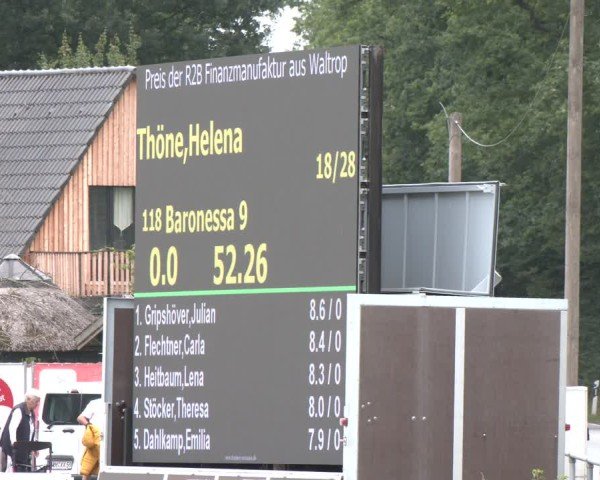 Preis der R2B Finanzmanufaktur aus Waltrop
Thöne,Helena
18/28
118 Baronessa 9
0.0 52.26
1. Gripshöver,Julian 8.6 / 0
2. Flechtner,Carla 8.4 / 0
3. Heitbaum,Lena 8.3 / 0
4. Stöcker,Theresa 8.0 / 0
5. Dahlkamp,Emilia 7.9 / 0